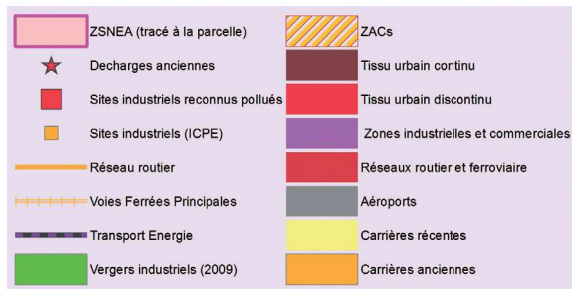 ZSNEA (tracé à la parcelle)
Decharges anciennes
Sites industriels reconnus pollués
Sites industriels (ICPE)
Réseau routier
Voies Ferrées Principales
Transport Energie
Vergers industriels (2009)
ZACs
Tissu urbain cortinu
Tissu urbain discontinu
Zones industrielles et commerciales
Réseaux routier et ferroviaire
Aéroports
Carrières récentes
Carrières anciennes